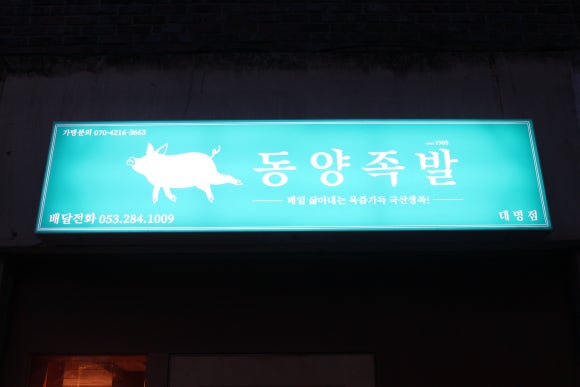 가맹문의 070-4216-3663
since 1985
동양족발
매일 삶아내는 육즙가득 국산생족!
배달전화 053.284.1009
대명점